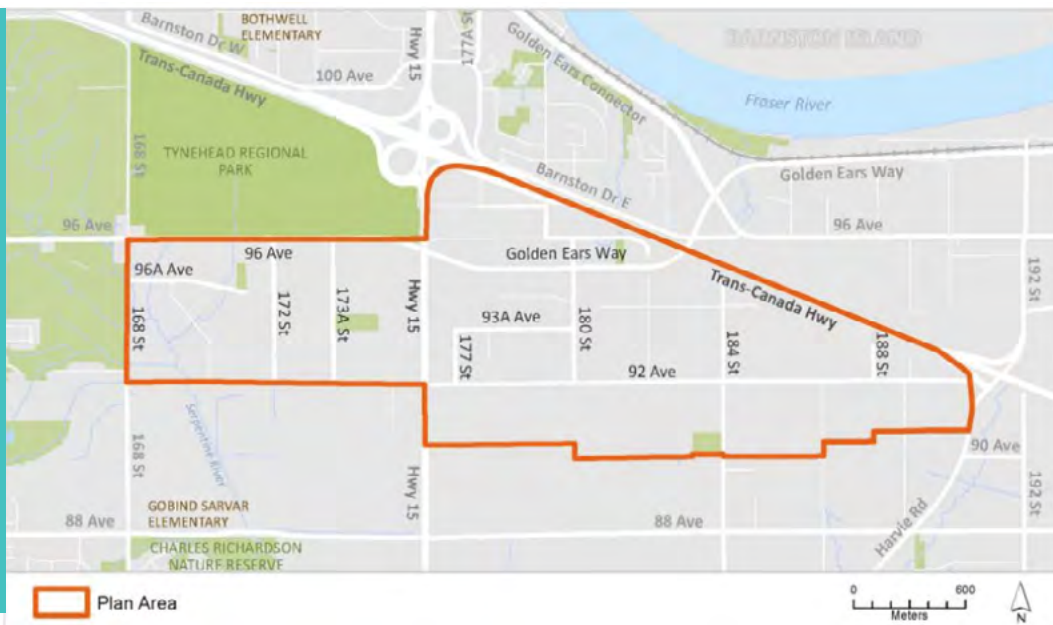 BOTHWELL
ELEMENTARY
Barnston Dr W
Hwy 15
177A St
Golden Ears Connector
BARNSTON ISLAND
Trans-Canada Hwy
100 Ave
Fraser River
168 St
TYNEHEAD REGIONAL
PARK
Barnston Dr E
Golden Ears Way
96 Ave
96 Ave
96 Ave
Golden Ears Way
96A Ave
Trans-Canada Hwy
192 St
168 St
172 St
173A St
Hwy 15
93A Ave
177 St
180 St
184 St
188 St
92 Ave
Serpentine River
168 St
Hwy 15
90 Ave
192 St
GOBIND SARVAR
ELEMENTARY
88 Ave
88 Ave
Harvie Rd
CHARLES RICHARDSON
NATURE RESERVE
Plan Area
0 600
Meters
N